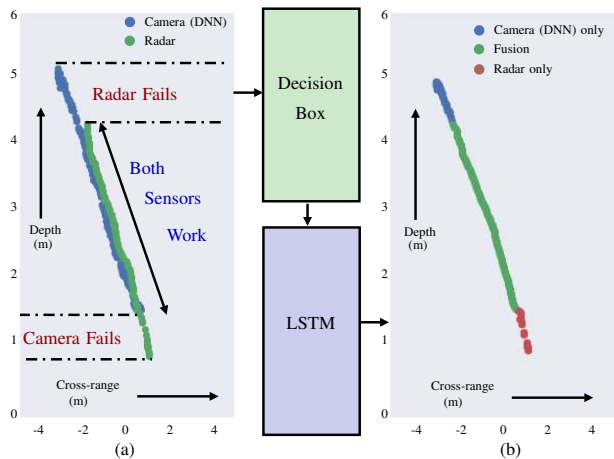 Camera (DNN)
Radar
6
5
4
3
2
1
0
Radar Fails
Both
Sensors
Work
Depth
(m)
Camera Fails
Cross-range
(m)
-4
-2
0
2
4
(a)
Decision
Box
LSTM
Camera (DNN) only
Fusion
Radar only
6
5
4
3
2
1
0
Depth
(m)
Cross-range
(m)
-4
-2
0
2
4
(b)